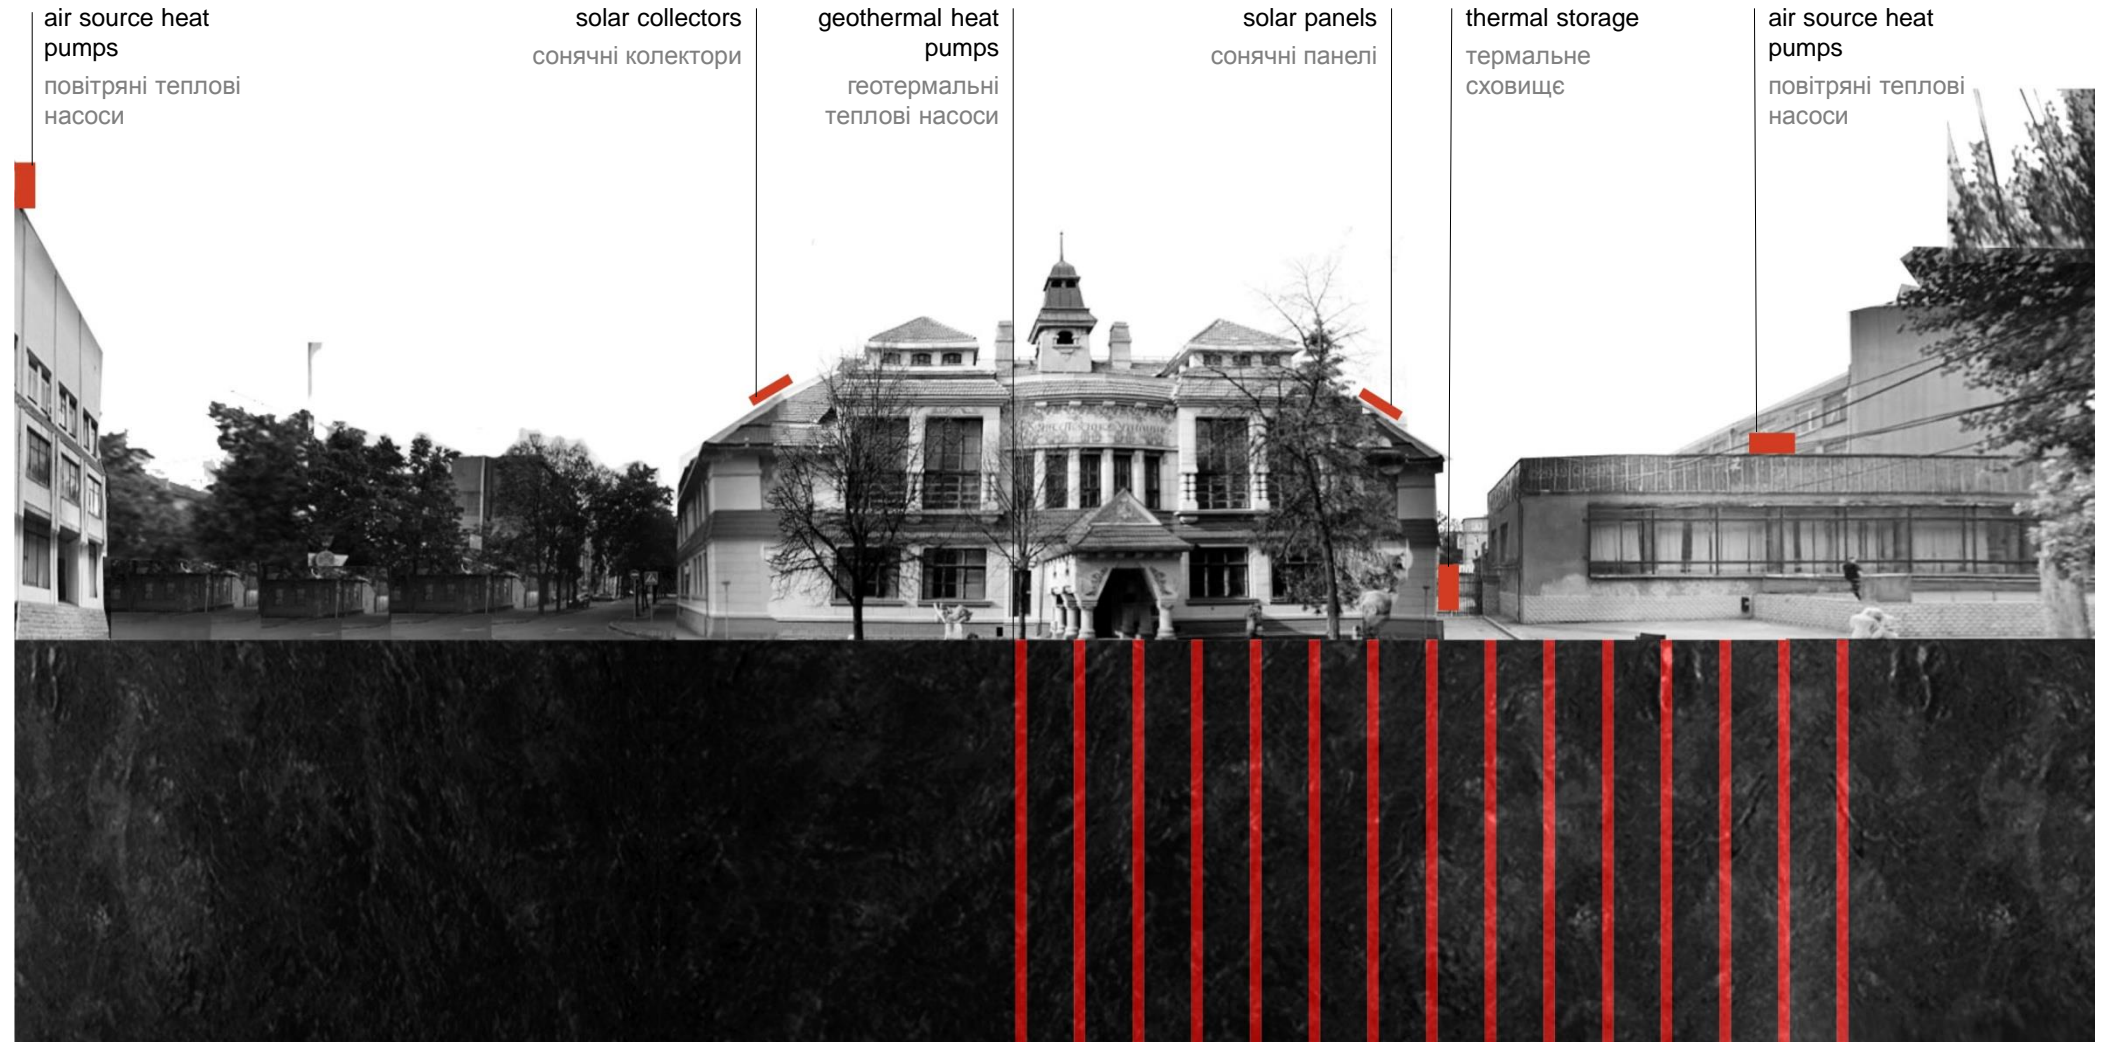 air source heat
pumps
повітряні теплові
насоси
solar collectors
сонячні колектори
geothermal heat
pumps
геотермальні
теплові насоси
solar panels
сонячні панелі
thermal storage
термальне
сховищє
air source heat
pumps
повітряні теплові
насоси